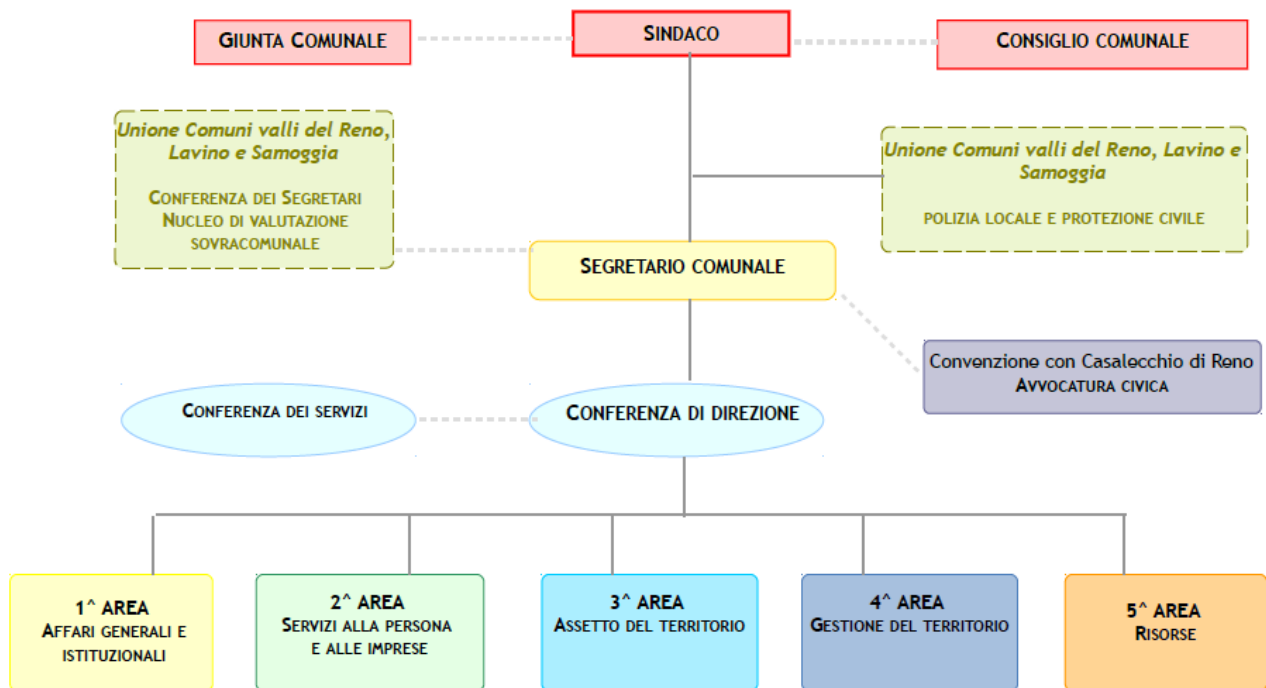 GIUNTA COMUNALE
SINDACO
CONSIGLIO COMUNALE
Unione Comuni valli del Reno,
Lavino e Samoggia
CONFERENZA DEI SEGRETARI
NUCLEO DI VALUTAZIONE
SOVRACOMUNALE
Unione Comuni valli del Reno, Lavino e
Samoggia
POLIZIA LOCALE E PROTEZIONE CIVILE
SEGRETARIO COMUNALE
Convenzione con Casalecchio di Reno
AVVOCATURA CIVICA
CONFERENZA DEI SERVIZI
CONFERENZA DI DIREZIONE
1^ AREA
AFFARI GENERALI E
ISTITUZIONALI
2^ AREA
SERVIZI ALLA PERSONA
E ALLE IMPRESE
3^ AREA
ASSETTO DEL TERRITORIO
4^ AREA
GESTIONE DEL TERRITORIO
5^ AREA
RISORSE